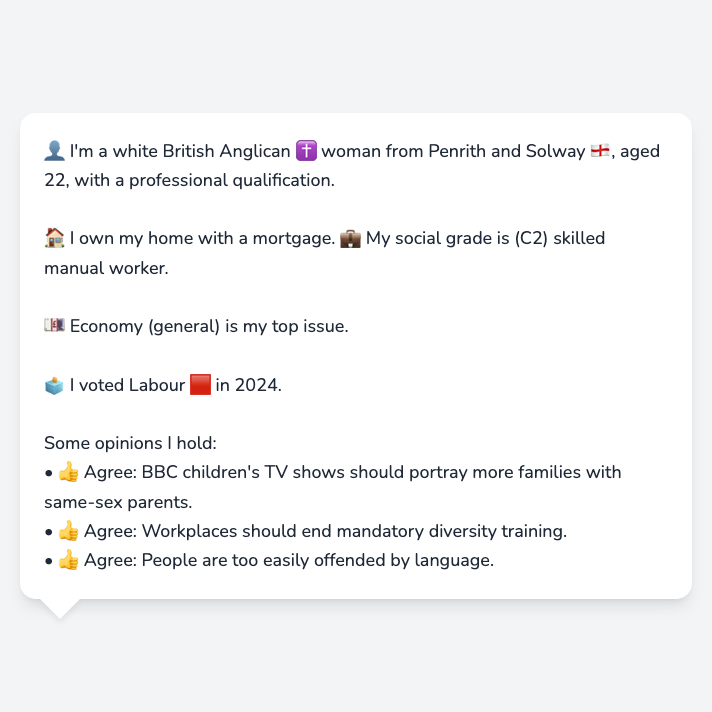 👤 I'm a white British Anglican ✝️ woman from Penrith and Solway 🏴󠁧󠁢󠁥󠁮󠁧󠁿, aged
22, with a professional qualification.
🏠 I own my home with a mortgage. 💼 My social grade is (C2) skilled
manual worker.
💷 Economy (general) is my top issue.
🗳️ I voted Labour 🟥 in 2024.
Some opinions I hold:
• 👍 Agree: BBC children's TV shows should portray more families with
same-sex parents.
• 👍 Agree: Workplaces should end mandatory diversity training.
• 👍 Agree: People are too easily offended by language.